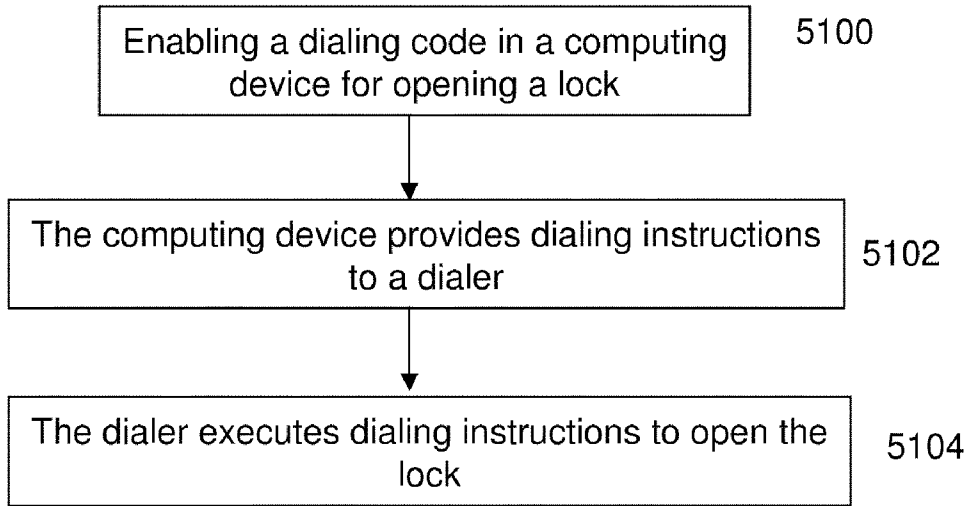 Enabling a dialing code in a computing
device for opening a lock
5100
The computing device provides dialing instructions
to a dialer
5102
The dialer executes dialing instructions to open the
lock
5104